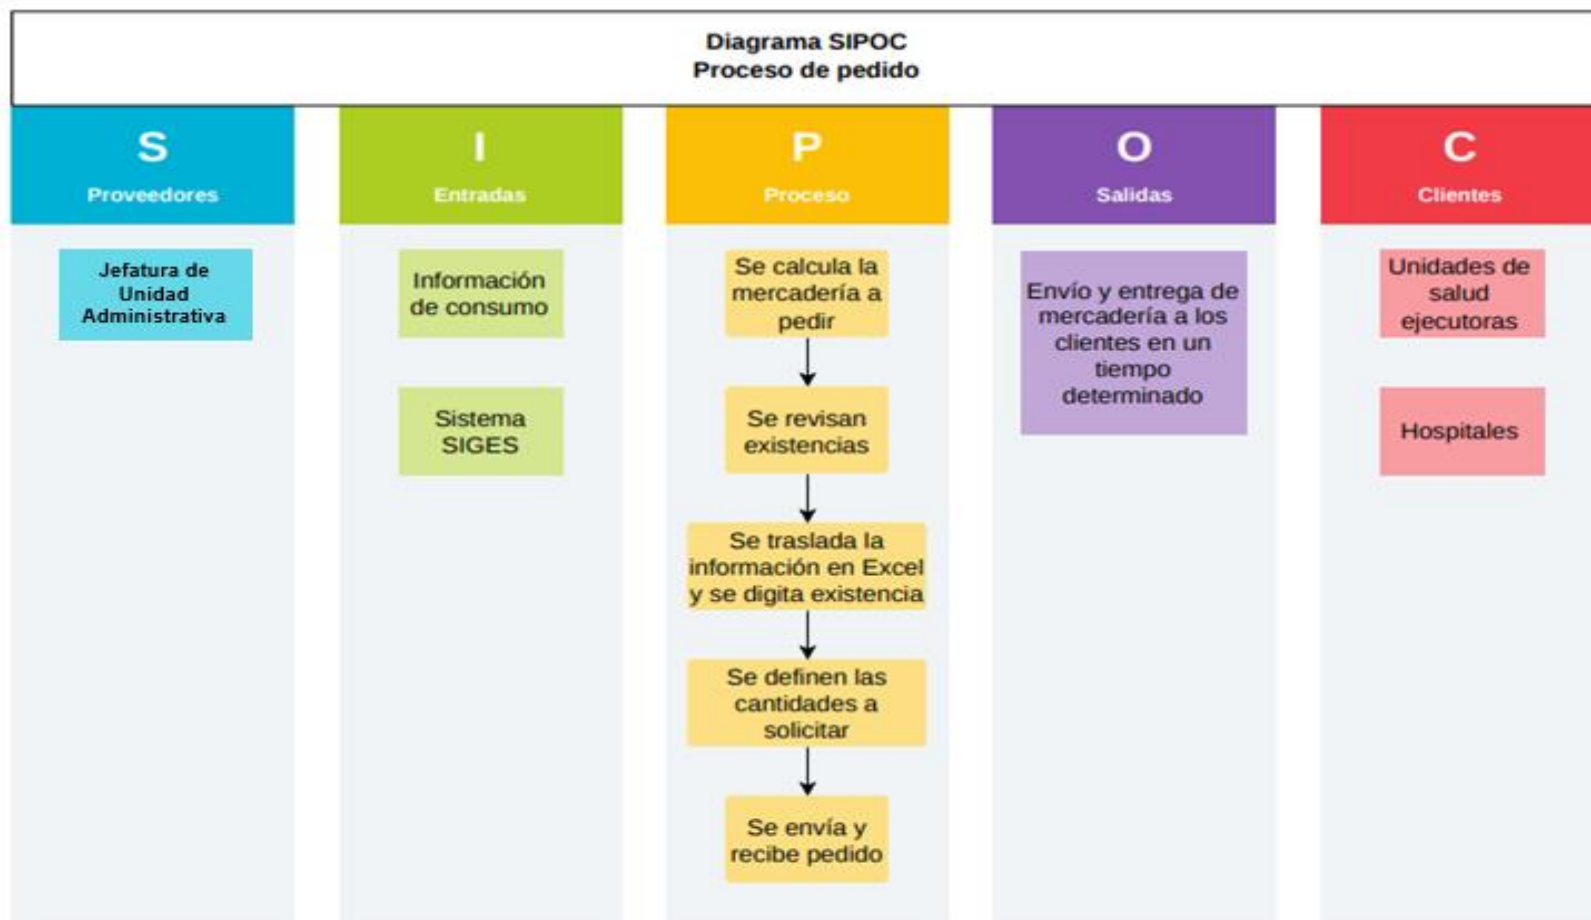 Diagrama SIPOC
Proceso de pedido
S
Proveedores
I
Entradas
P
Proceso
O
Salidas
C
Clientes
Jefatura de
Unidad
Administrativa
Información
de consumo
Sistema
SIGES
Se calcula la
mercadería a
pedir
Se revisan
existencias
Se traslada la
información en Excel
y se digita existencia
Se definen las
cantidades a
solicitar
Se envía y
recibe pedido
Envío y entrega de
mercadería a los
clientes en un
tiempo
determinado
Unidades de
salud
ejecutoras
Hospitales